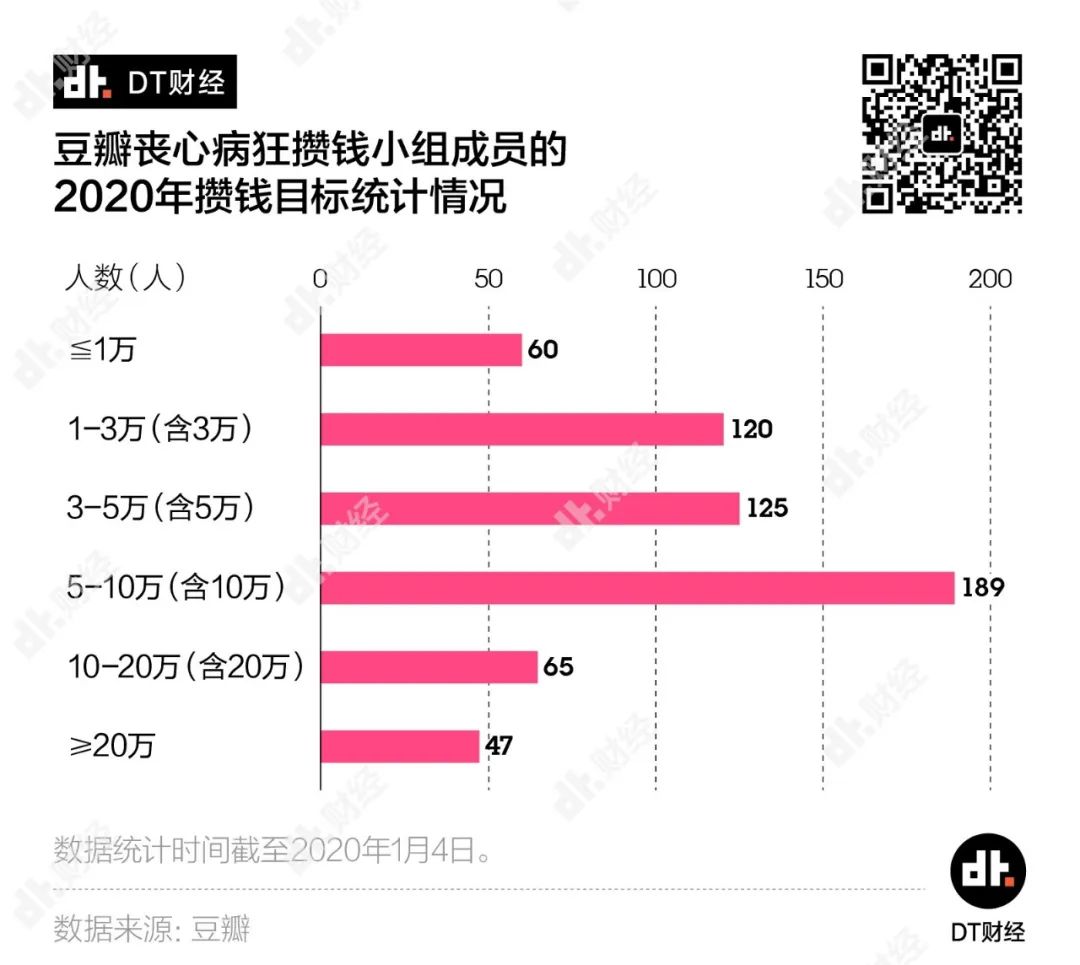 dt. DT财经
豆瓣丧心病狂攒钱小组成员的
2020年攒钱目标统计情况
人数（人） 0 50 100 150 200
≦1万 60
1-3万（含3万） 120
3-5万（含5万） 125
5-10万（含10万） 189
10-20万（含20万） 65
≥20万 47
数据统计时间截至2020年1月4日。
数据来源: 豆瓣
dt.
DT财经